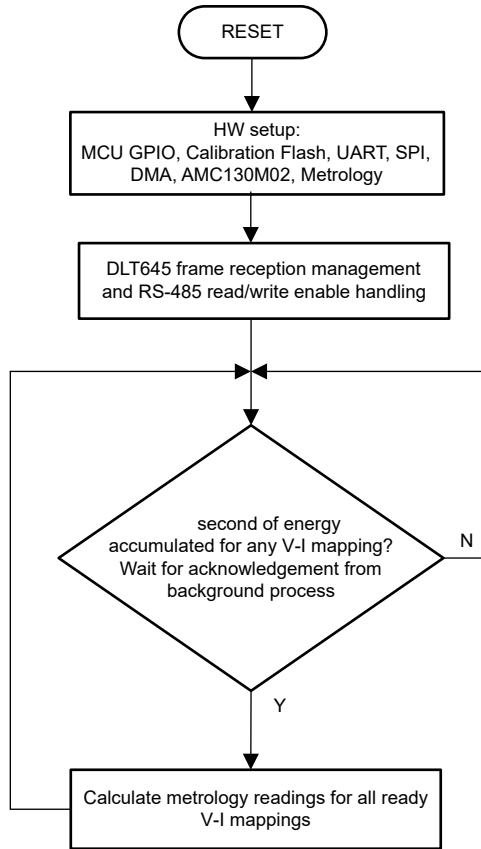 RESET
HW setup:
MCU GPIO, Calibration Flash, UART, SPI,
DMA, AMC130M02, Metrology
DLT645 frame reception management
and RS-485 read/write enable handling
second of energy
accumulated for any V-I mapping?
Wait for acknowledgement from
background process
N
Y
Calculate metrology readings for all ready
V-I mappings